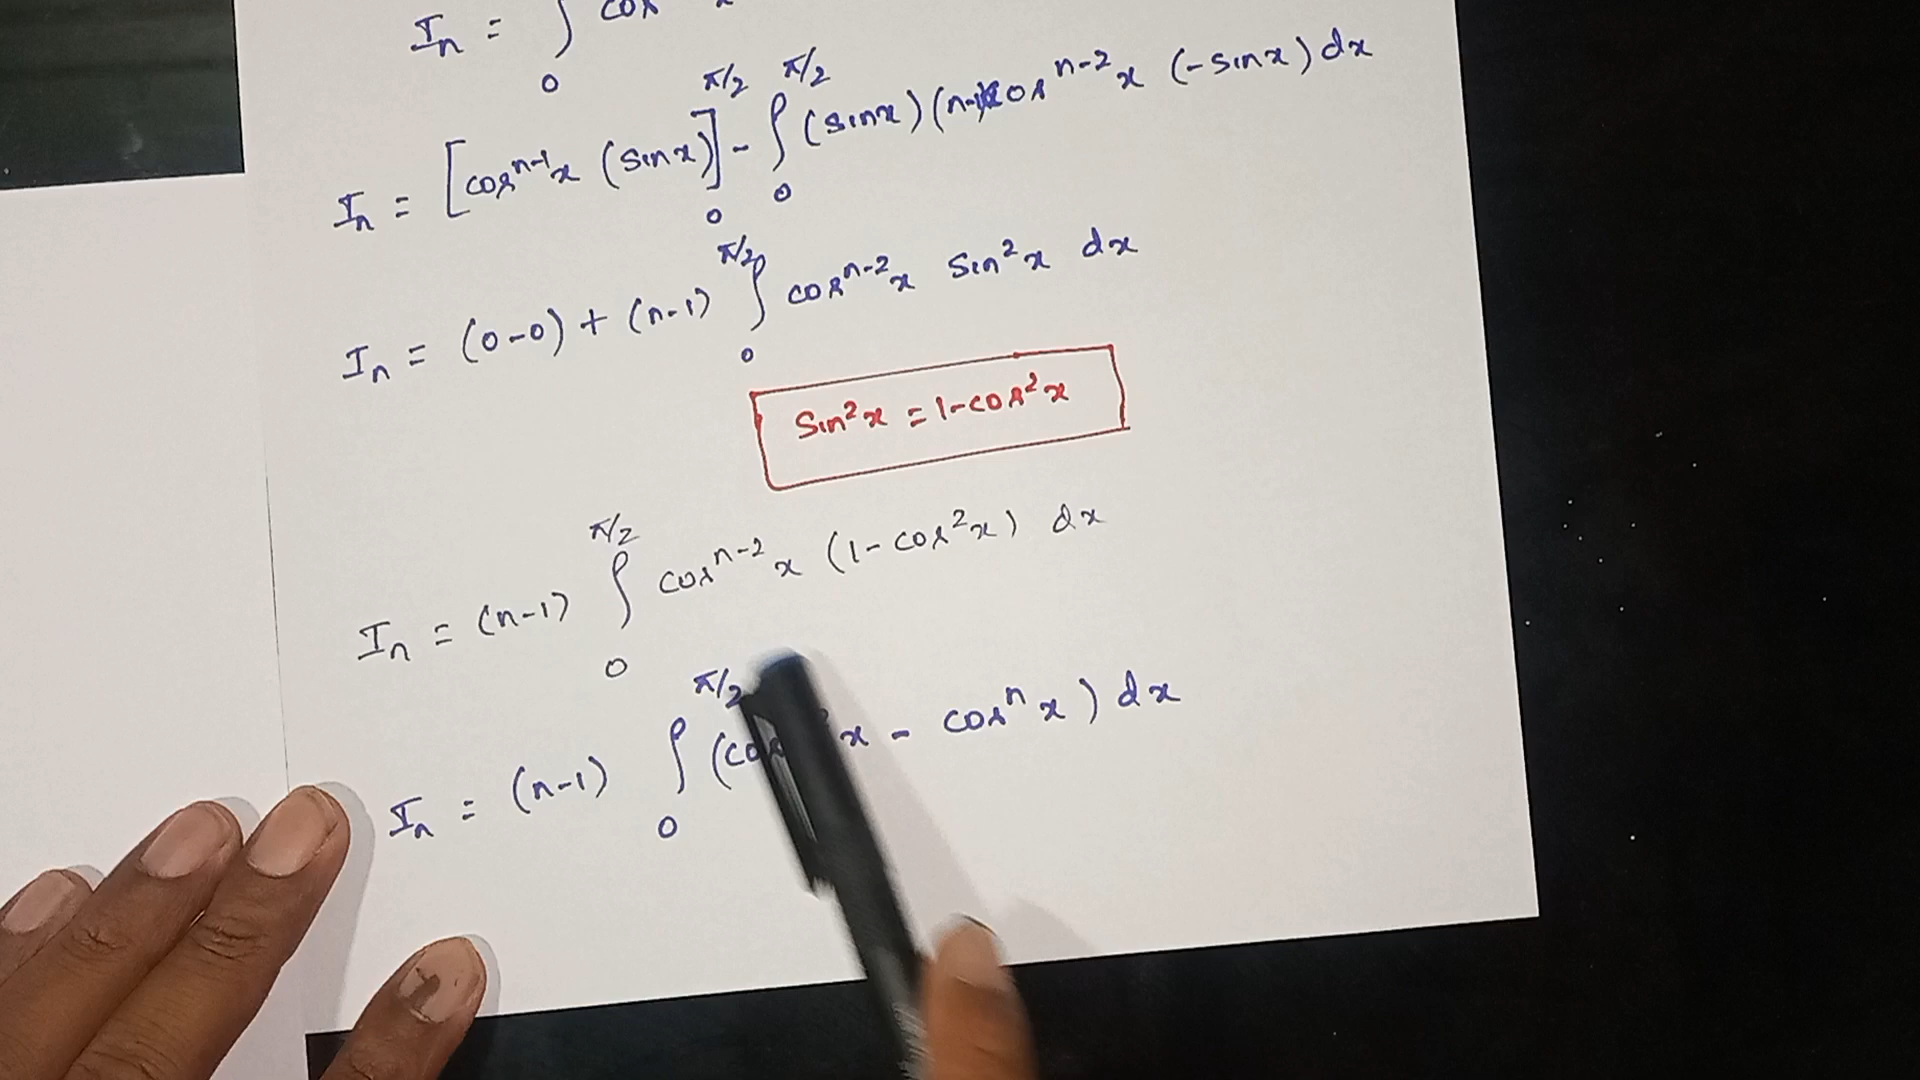 Iₙ = ∫₀ cos x
Iₙ = [cosⁿ⁻¹x (sinx)]₀^π/2 - ∫₀^π/2 (sinx) (n-1) cosⁿ⁻²x (-sinx) dx
Iₙ = (0-0) + (n-1) ∫₀^π/2 cosⁿ⁻²x sin²x dx
Sin²x = 1-cos²x
Iₙ = (n-1) ∫₀^π/2 cosⁿ⁻²x (1-cos²x) dx
Iₙ = (n-1) ∫₀^π/2 (cos x - cosⁿx) dx